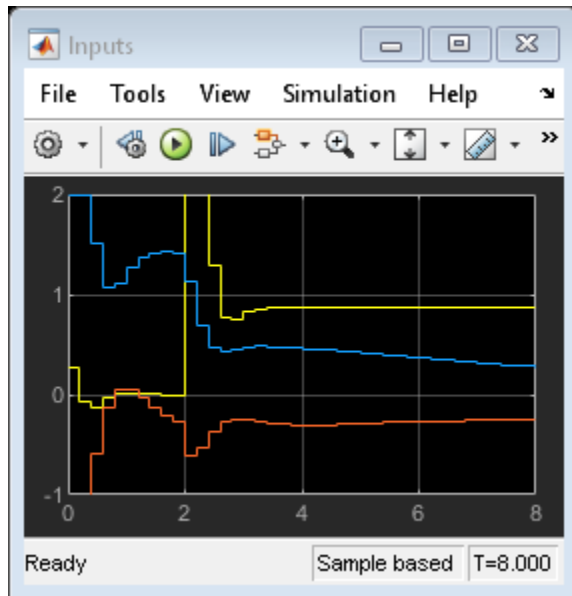 Inputs
File Tools View Simulation Help
2
1
0
-1
0 2 4 6 8
Ready Sample based T=8.000